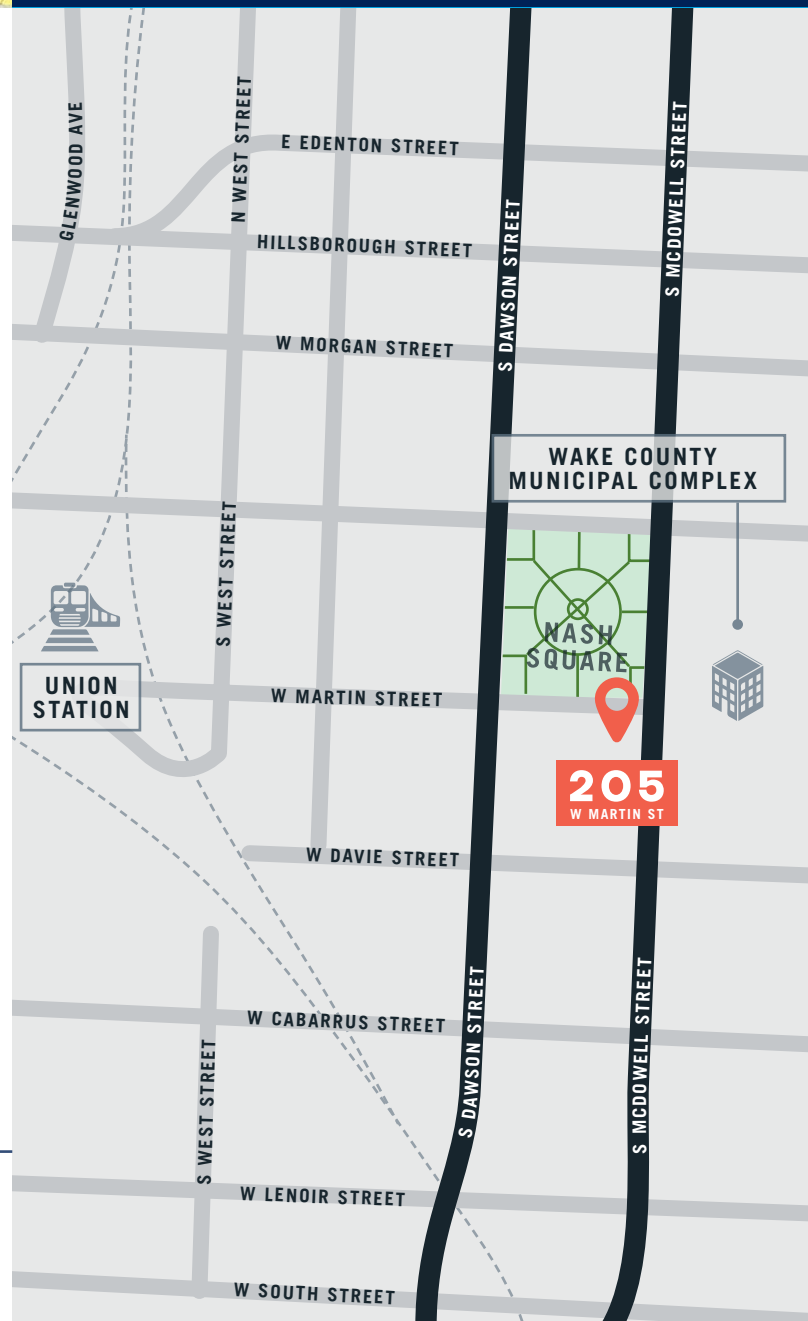 GLENWOOD AVE
N WEST STREET
E EDENTON STREET
S MCDOWELL STREET
HILLSBOROUGH STREET
S DAWSON STREET
W MORGAN STREET
WAKE COUNTY
MUNICIPAL COMPLEX
S WEST STREET
NASH
SQUARE
UNION
STATION
W MARTIN STREET
205
W MARTIN ST
W DAVIE STREET
S DAWSON STREET
S MCDOWELL STREET
W CABARRUS STREET
S WEST STREET
W LENOIR STREET
W SOUTH STREET